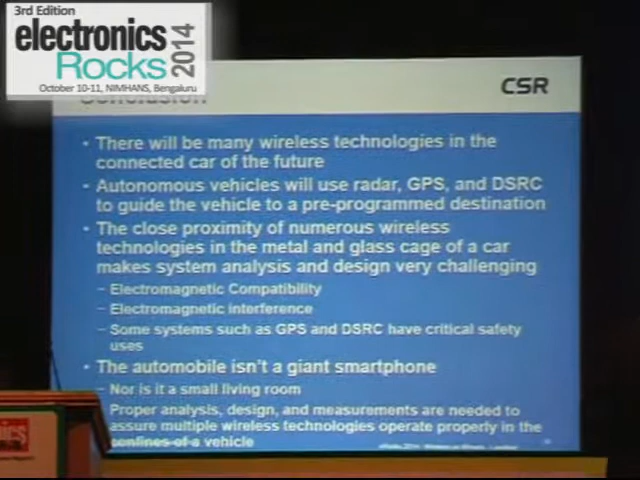 3rd Edition
electronics
Rocks
2014
October 10-11, NIMHANS, Bengaluru
Conclusion
CSR
• There will be many wireless technologies in the
connected car of the future
• Autonomous vehicles will use radar, GPS, and DSRC
to guide the vehicle to a pre-programmed destination
• The close proximity of numerous wireless
technologies in the metal and glass cage of a car
makes system analysis and design very challenging
– Electromagnetic Compatibility
– Electromagnetic interference
– Some systems such as GPS and DSRC have critical safety
uses
• The automobile isn't a giant smartphone
– Nor is it a small living room
Proper analysis, design, and measurements are needed to
assure multiple wireless technologies operate properly in the
confines of a vehicle